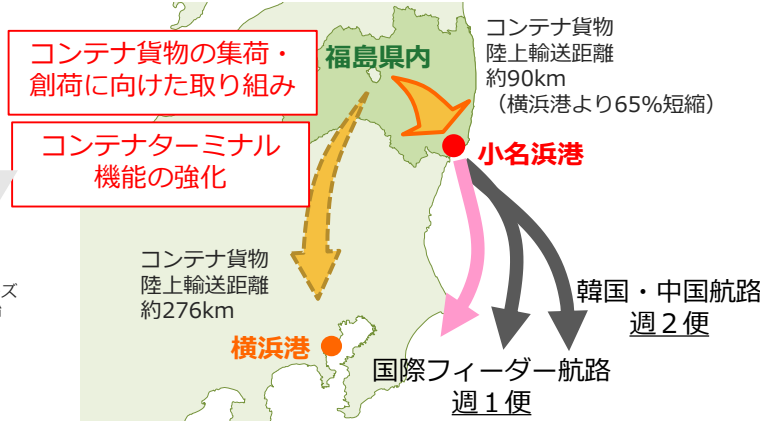 コンテナ貨物の集荷・
創荷に向けた取り組み
コンテナターミナル
機能の強化
福島県内
コンテナ貨物
陸上輸送距離
約90km
（横浜港より65%短縮）
小名浜港
コンテナ貨物
陸上輸送距離
約276km
横浜港
韓国・中国航路
週２便
国際フィーダー航路
週１便
ズ